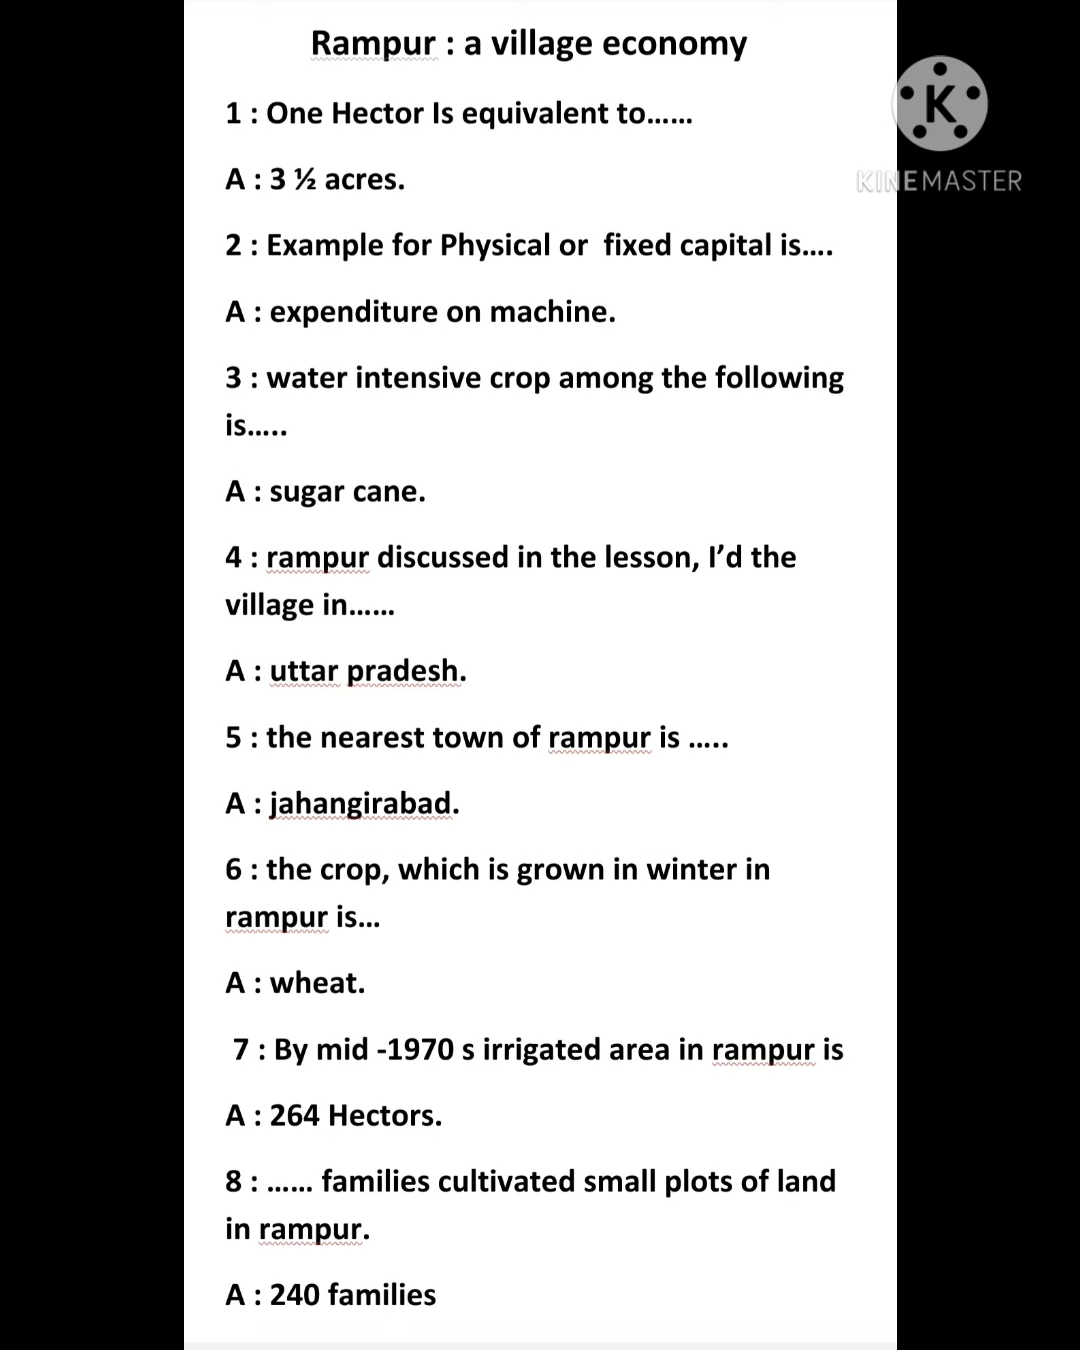 Rampur : a village economy
1 : One Hector Is equivalent to......
K
A : 3 ½ acres.
KINEMASTER
2 : Example for Physical or  fixed capital is....
A : expenditure on machine.
3 : water intensive crop among the following
is.....
A : sugar cane.
4 : rampur discussed in the lesson, I’d the
village in......
A : uttar pradesh.
5 : the nearest town of rampur is .....
A : jahangirabad.
6 : the crop, which is grown in winter in
rampur is...
A : wheat.
7 : By mid -1970 s irrigated area in rampur is
A : 264 Hectors.
8 : ...... families cultivated small plots of land
in rampur.
A : 240 families